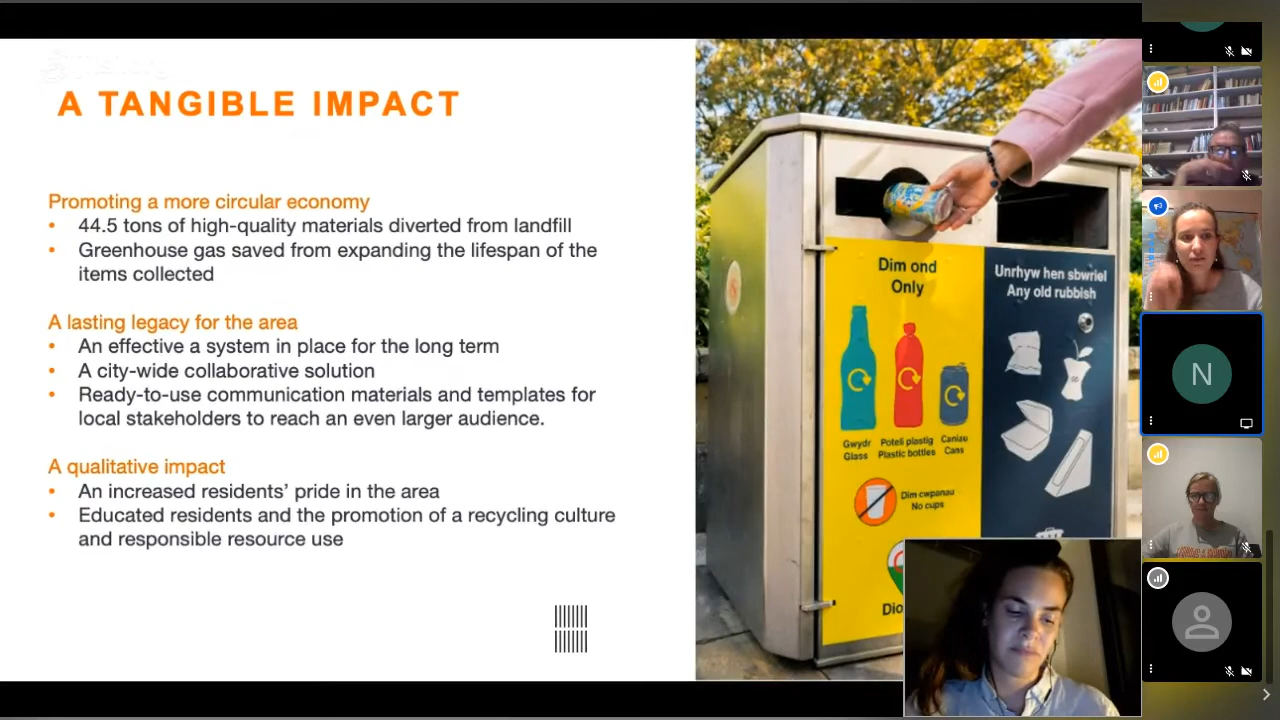 A TANGIBLE IMPACT
Promoting a more circular economy
• 44.5 tons of high-quality materials diverted from landfill
• Greenhouse gas saved from expanding the lifespan of the
items collected
A lasting legacy for the area
• An effective a system in place for the long term
• A city-wide collaborative solution
• Ready-to-use communication materials and templates for
local stakeholders to reach an even larger audience.
A qualitative impact
• An increased residents’ pride in the area
• Educated residents and the promotion of a recycling culture
and responsible resource use
Dim ond
Only
Gwydr
Glass
Poteli plastig
Plastic bottles
Caniau
Cans
Dim cwpanau
No cups
Unrhyw hen sbwriel
Any old rubbish
N